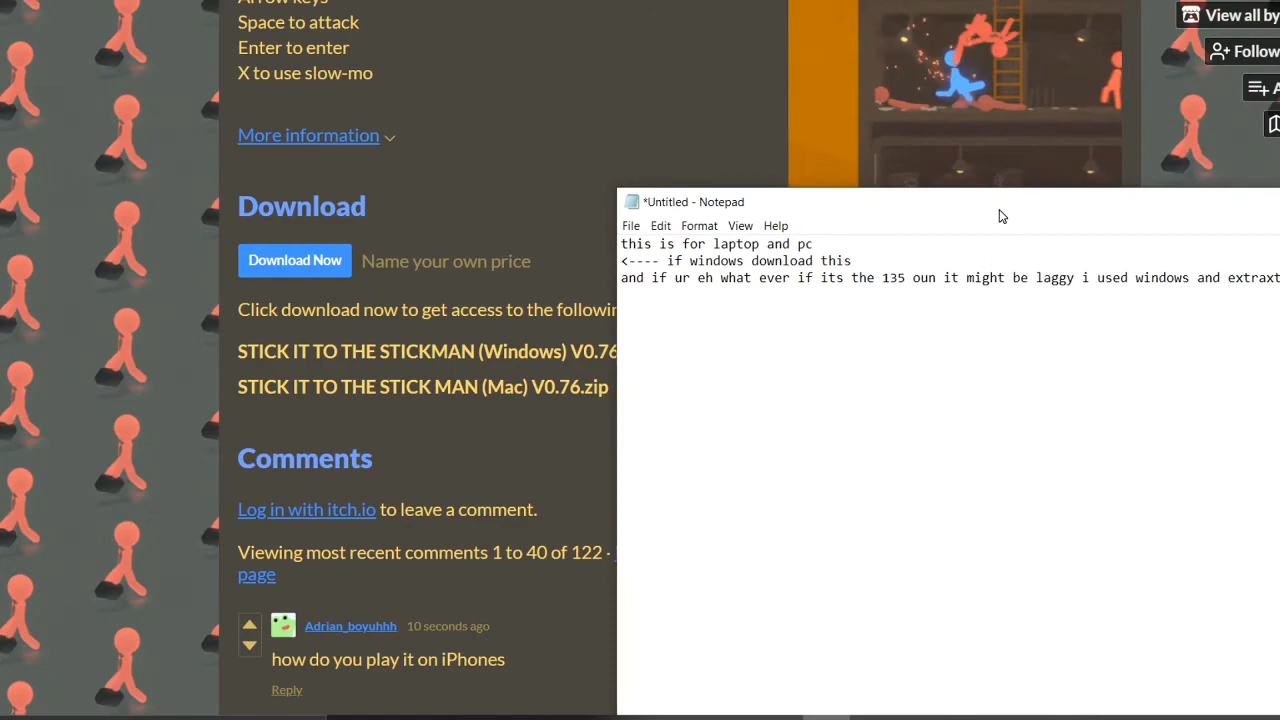 Arrow keys
Space to attack
Enter to enter
X to use slow-mo
More information
Download
Download Now
Name your own price
Click download now to get access to the followin
STICK IT TO THE STICKMAN (Windows) V0.76
STICK IT TO THE STICK MAN (Mac) V0.76.zip
Comments
Log in with itch.io to leave a comment.
Viewing most recent comments 1 to 40 of 122 ·
page
Adrian_boyuhhh 10 seconds ago
how do you play it on iPhones
Reply
View all by
Follow
A
*Untitled - Notepad
File Edit Format View Help
this is for laptop and pc
<---- if windows download this
and if ur eh what ever if its the 135 oun it might be laggy i used windows and extraxt